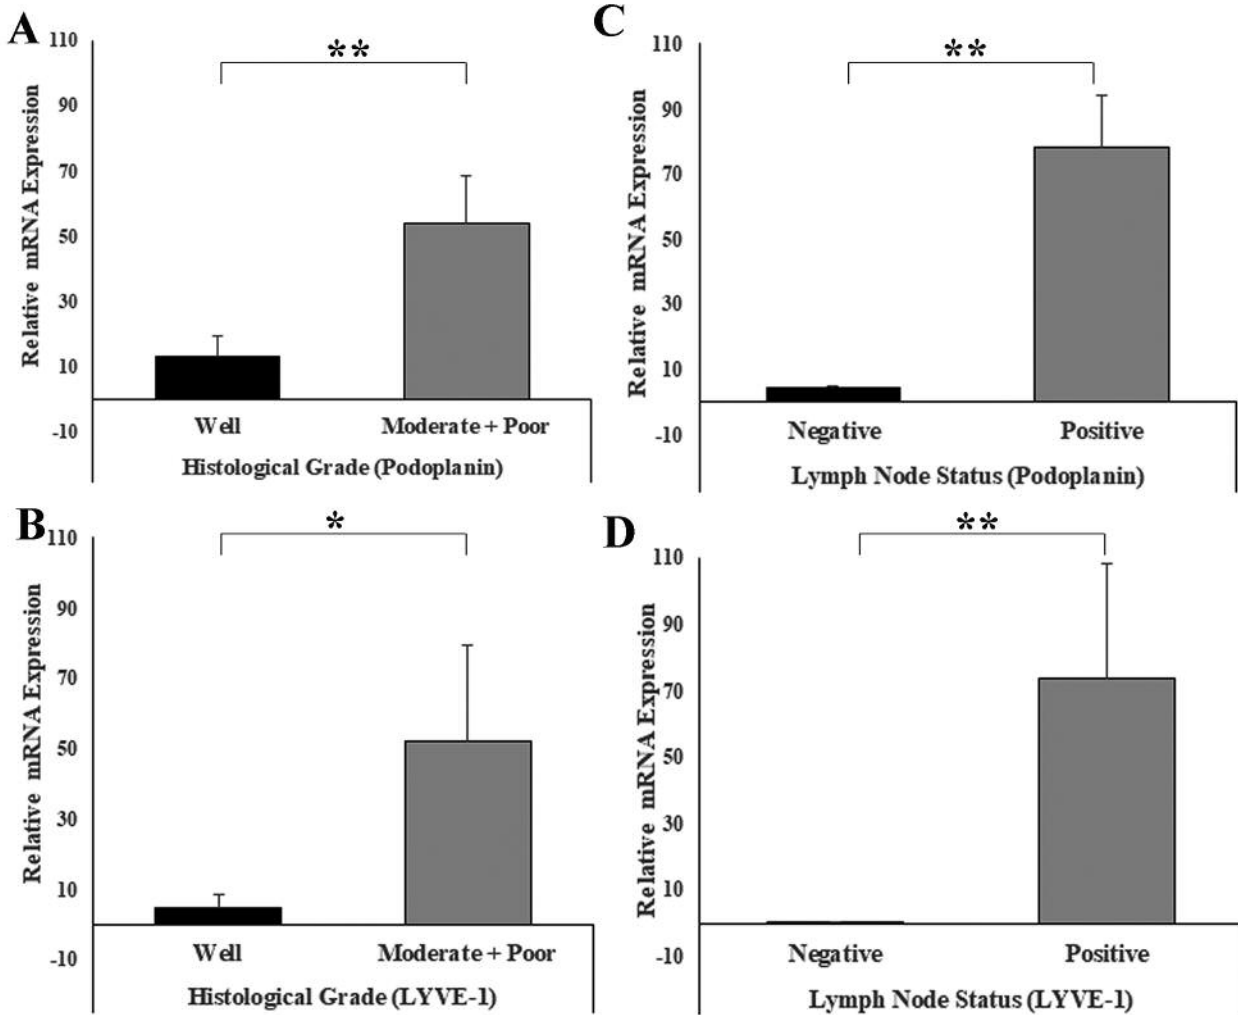 A
110
90
70
50
30
10
-10
Relative mRNA Expression
**
Well
Moderate + Poor
Histological Grade (Podoplanin)
C
110
90
70
50
30
10
-10
Relative mRNA Expression
**
Negative
Positive
Lymph Node Status (Podoplanin)
B
110
90
70
50
30
10
-10
Relative mRNA Expression
*
Well
Moderate + Poor
Histological Grade (LYVE-1)
D
110
90
70
50
30
10
-10
Relative mRNA Expression
**
Negative
Positive
Lymph Node Status (LYVE-1)